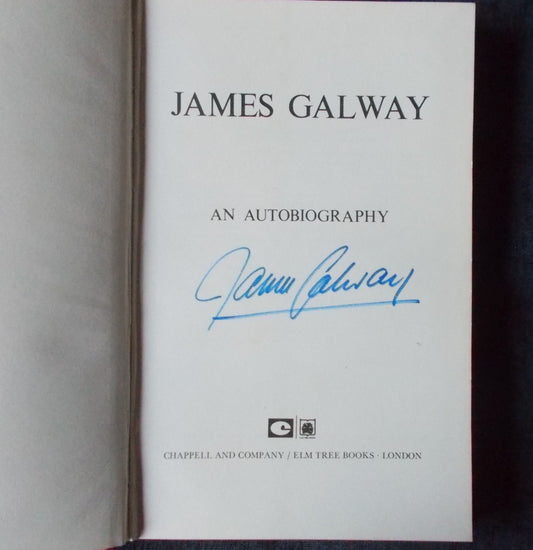 JAMES GALWAY
AN AUTOBIOGRAPHY
James Galway
CHAPPELL AND COMPANY / ELM TREE BOOKS · LONDON